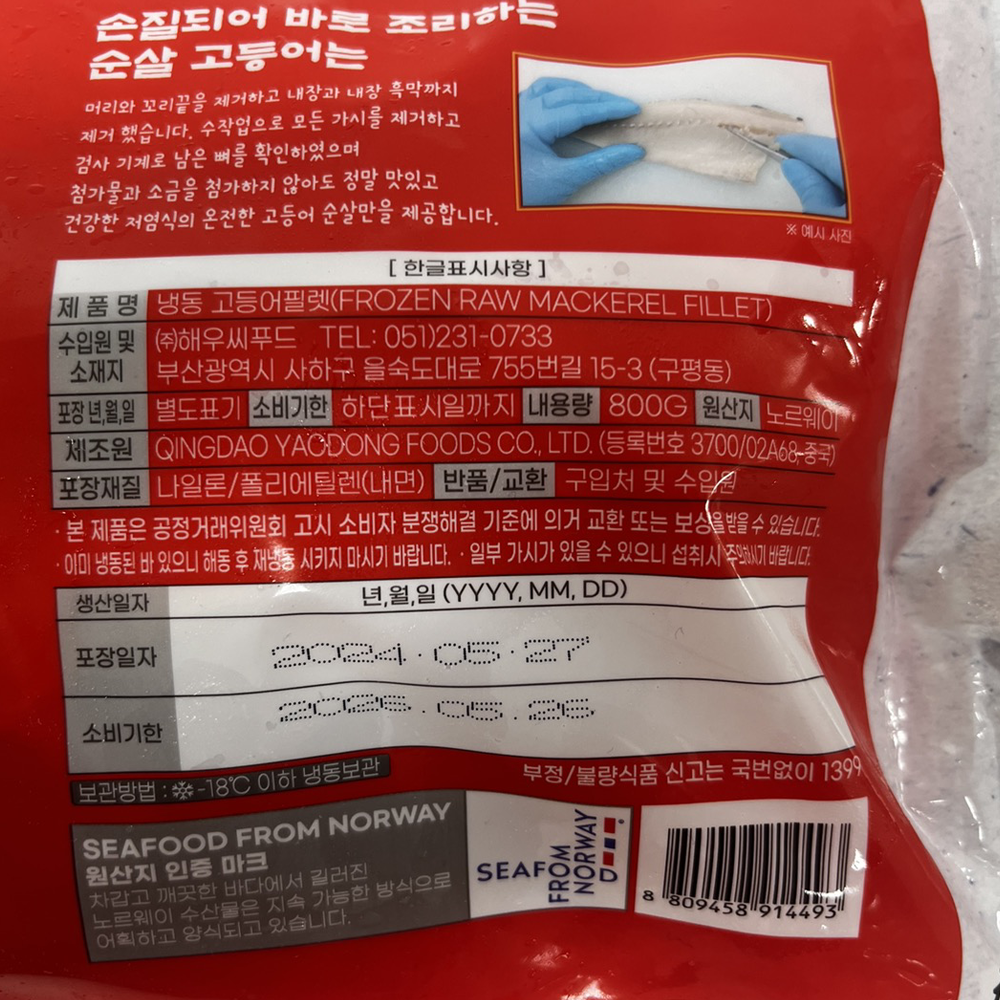 손질되어 바로 조리하는
순살 고등어는
머리와 꼬리끝을 제거하고 내장과 내장 흑막까지
제거 했습니다. 수작업으로 모든 가시를 제거하고
검사 기계로 남은 뼈를 확인하였으며
첨가물과 소금을 첨가하지 않아도 정말 맛있고
건강한 저염식의 온전한 고등어 순살만을 제공합니다.
※ 예시 사진
[ 한글표시사항 ]
제 품 명 냉동 고등어필렛(FROZEN RAW MACKEREL FILLET)
수입원 및 소재지 ㈜해우씨푸드 TEL: 051)231-0733
부산광역시 사하구 을숙도대로 755번길 15-3 (구평동)
포장 년,월,일 별도표기 소비기한 하단표시일까지 내용량 800G 원산지 노르웨이
제조원 QINGDAO YAODONG FOODS CO., LTD. (등록번호 3700/02A68-중국)
포장재질 나일론/폴리에틸렌(내면) 반품/교환 구입처 및 수입원
· 본 제품은 공정거래위원회 고시 소비자 분쟁해결 기준에 의거 교환 또는 보상을 받을 수 있습니다.
· 이미 냉동된 바 있으니 해동 후 재냉동 시키지 마시기 바랍니다. · 일부 가시가 있을 수 있으니 섭취시 주의하시기 바랍니다.
생산일자 년,월,일 (YYYY, MM, DD)
포장일자 2024.05.27
소비기한 2026.05.26
보관방법 : -18℃ 이하 냉동보관
부정/불량식품 신고는 국번없이 1399
SEAFOOD FROM NORWAY
원산지 인증 마크
차갑고 깨끗한 바다에서 길러진
노르웨이 수산물은 지속 가능한 방식으로
어획하고 양식되고 있습니다.
SEAFOOD
FROM
NORWAY
8 809458 914493